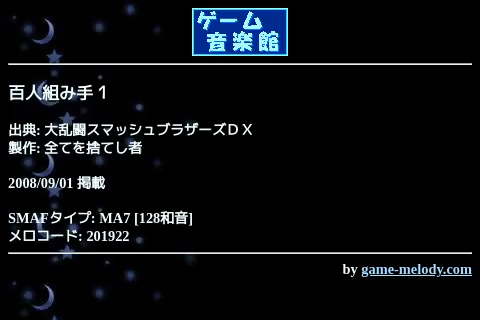 ゲーム
音楽館
百人組み手１
出典: 大乱闘スマッシュブラザーズＤＸ
製作: 全てを捨てし者
2008/09/01 掲載
SMAFタイプ: MA7 [128和音]
メロコード: 201922
by game-melody.com